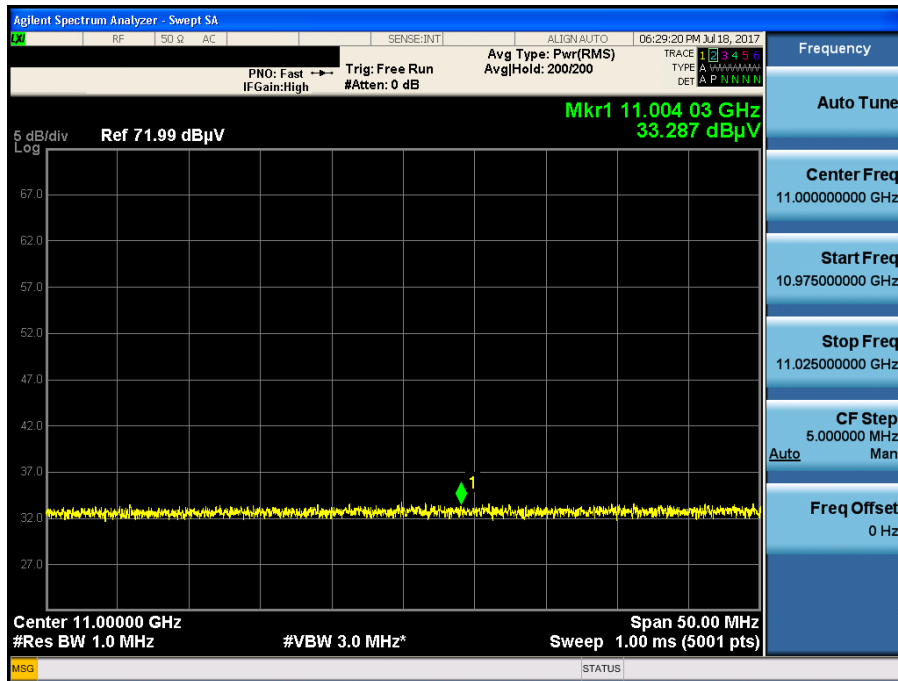 Agilent Spectrum Analyzer - Swept SA
LXI RF 50 Ω AC SENSE:INT ALIGN AUTO 06:29:20 PM Jul 18, 2017
PNO: Fast Trig: Free Run Avg Type: Pwr(RMS) TRACE 1 2 3 4 5 6
IFGain:High #Atten: 0 dB Avg|Hold: 200/200 TYPE A WWWWW
DET A P N N N N
Mkr1 11.004 03 GHz
33.287 dBµV
5 dB/div Ref 71.99 dBµV
Log
67.0
62.0
57.0
52.0
47.0
42.0
37.0
32.0
27.0
1
Center 11.00000 GHz Span 50.00 MHz
#Res BW 1.0 MHz #VBW 3.0 MHz* Sweep 1.00 ms (5001 pts)
MSG STATUS
Frequency
Auto Tune
Center Freq
11.000000000 GHz
Start Freq
10.975000000 GHz
Stop Freq
11.025000000 GHz
CF Step
5.000000 MHz
Auto Man
Freq Offset
0 Hz